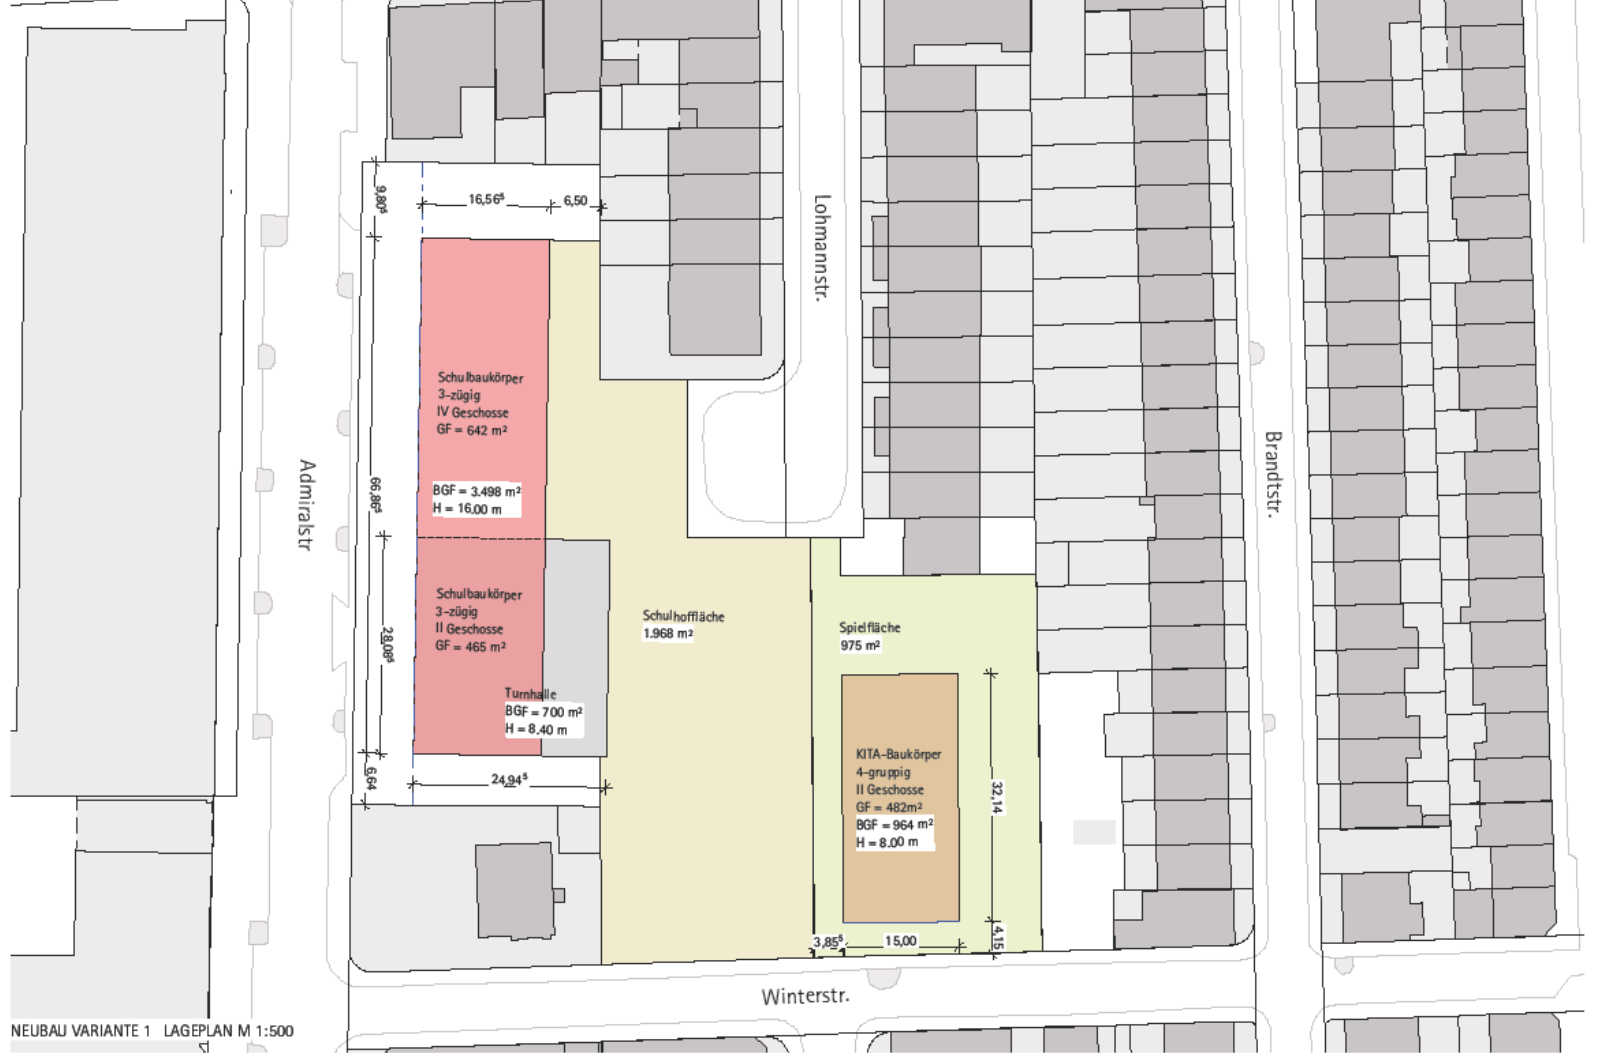 9,80⁵
16,56⁵
6,50
Lohmannstr.
Schulbaukörper
3-zügig
IV Geschosse
GF = 642 m²
BGF = 3.498 m²
H = 16.00 m
66,86⁵
Admiralstr
Brandtstr.
Schulbaukörper
3-zügig
II Geschosse
GF = 465 m²
28,08⁵
Turnhalle
BGF = 700 m²
H = 8.40 m
Schulhoffläche
1.968 m²
Spielfläche
975 m²
6,64
24,94⁵
KITA-Baukörper
4-gruppig
II Geschosse
GF = 482m²
BGF = 964 m²
H = 8.00 m
32,14
3,85⁵
15,00
4,15
Winterstr.
NEUBAU VARIANTE 1 LAGEPLAN M 1:500